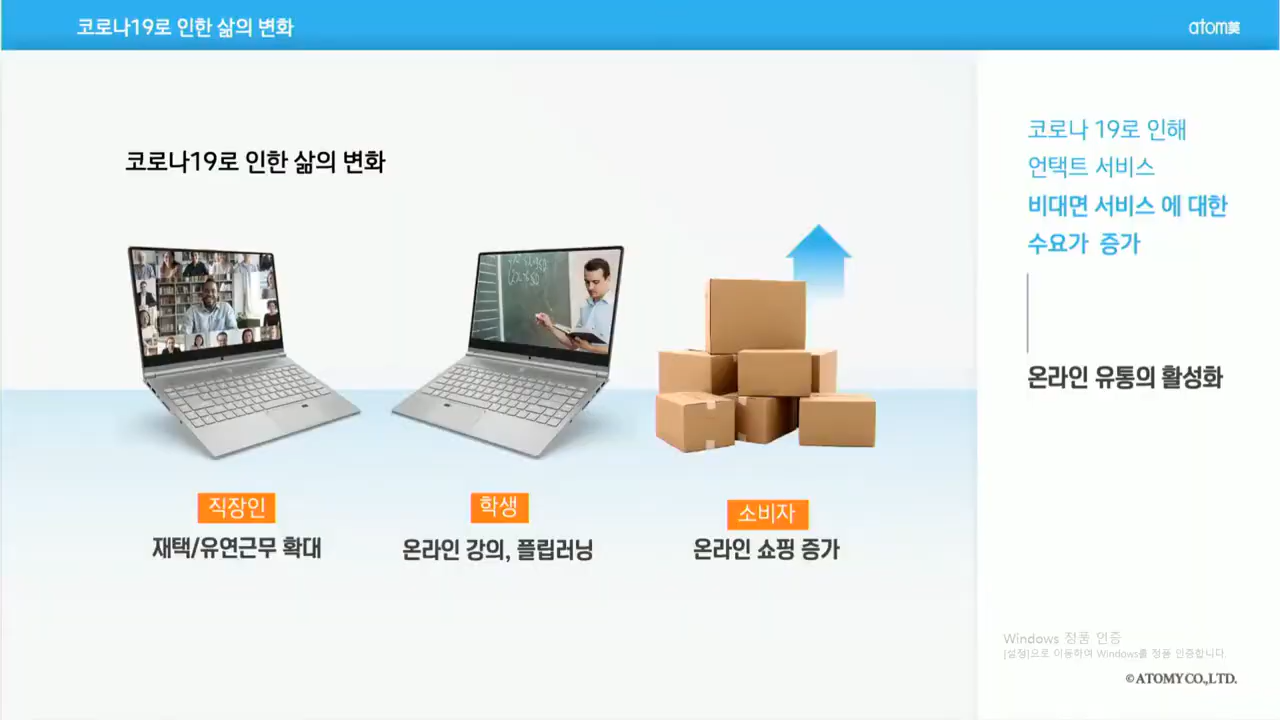 코로나19로 인한 삶의 변화
atom美
코로나19로 인한 삶의 변화
직장인
재택/유연근무 확대
학생
온라인 강의, 플립러닝
소비자
온라인 쇼핑 증가
코로나 19로 인해
언택트 서비스
비대면 서비스 에 대한
수요가 증가
온라인 유통의 활성화
Windows 정품 인증
[설정]으로 이동하여 Windows를 정품 인증합니다.
©ATOMY CO.,LTD.